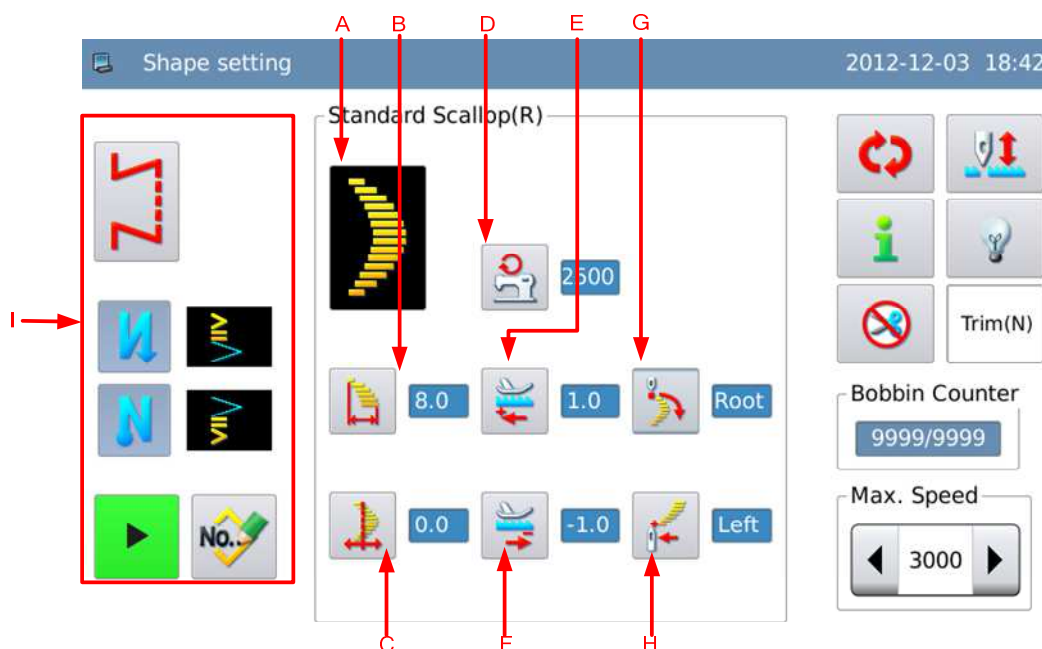 A B D E G
Shape setting 2012-12-03 18:42
Standard Scallop(R)
2500
I
Trim(N)
8.0 1.0 Root
Bobbin Counter
9999/9999
No..
0.0 -1.0 Left
Max. Speed
3000
C F H